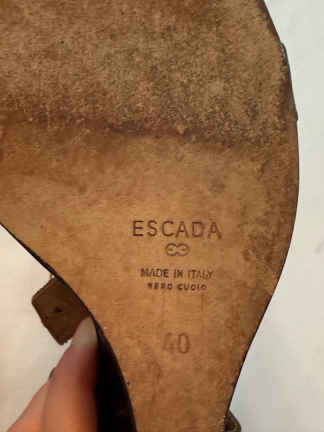 ESCADA
MADE IN ITALY
VERO CUOIO
40